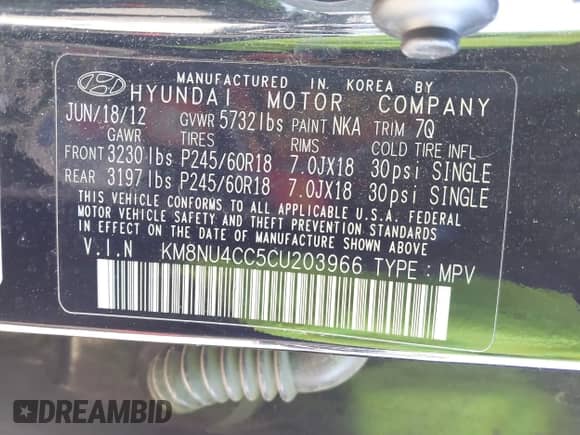 MANUFACTURED IN KOREA BY
HYUNDAI MOTOR COMPANY
JUN/18/12 GVWR 5732lbs PAINT NKA TRIM 7Q
GAWR TIRES RIMS COLD TIRE INFL
FRONT 3230lbs P245/60R18 7.0JX18 30psi SINGLE
REAR 3197lbs P245/60R18 7.0JX18 30psi SINGLE
THIS VEHICLE CONFORMS TO ALL APPLICABLE U.S.A. FEDERAL
MOTOR VEHICLE SAFETY AND THEFT PREVENTION STANDARDS
IN EFFECT ON THE DATE OF MANUFACTURE SHOWN ABOVE.
V.I.N KM8NU4CC5CU203966 TYPE : MPV
DREAMBID